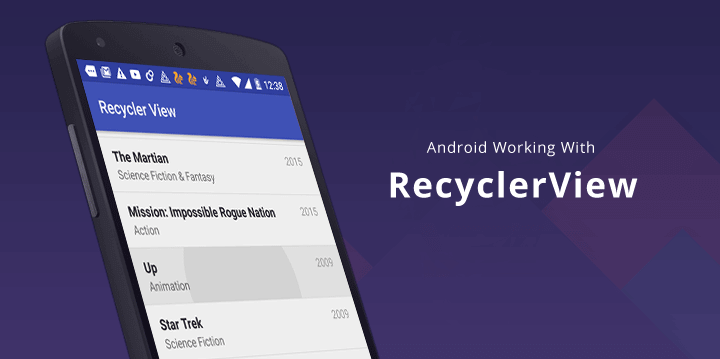 12:38
Recycler View
The Martian
2015
Science Fiction & Fantasy
Mission: Impossible Rogue Nation
2015
Action
Up
2009
Animation
Star Trek
2009
Science Fiction
Android Working With
RecyclerView